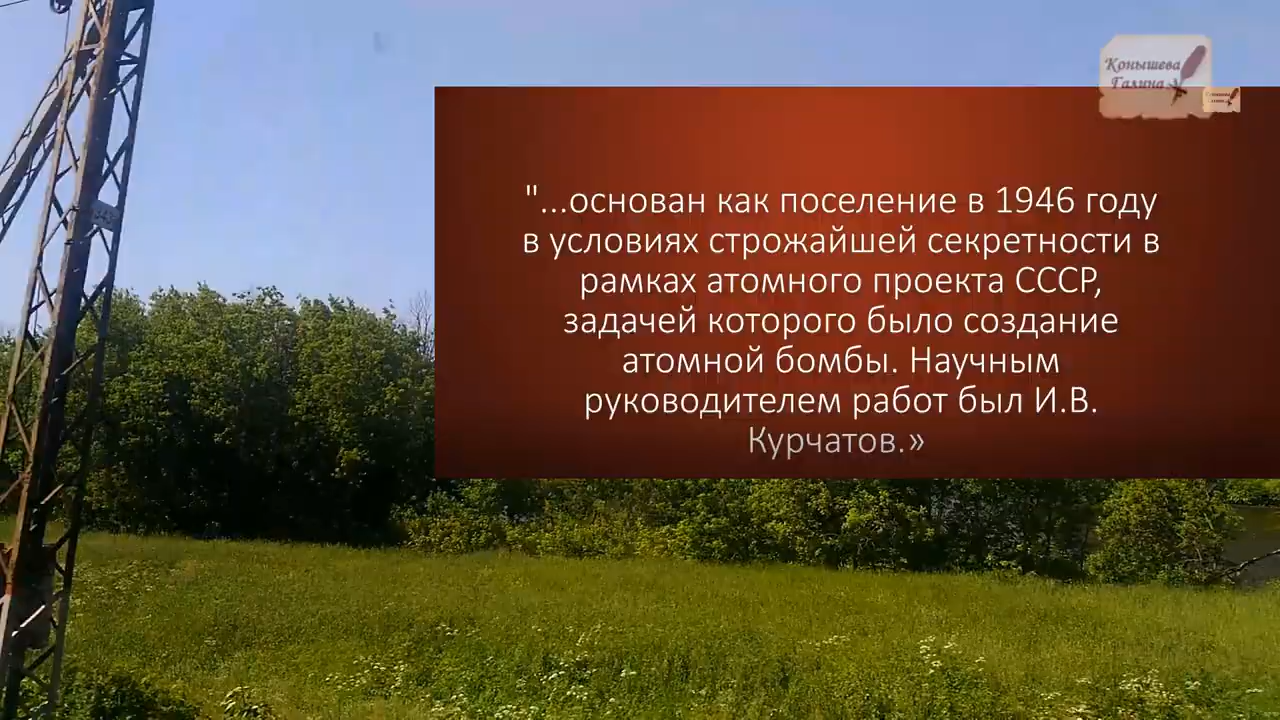 Конышева
Галина
"...основан как поселение в 1946 году
в условиях строжайшей секретности в
рамках атомного проекта СССР,
задачей которого было создание
атомной бомбы. Научным
руководителем работ был И.В.
Курчатов.»